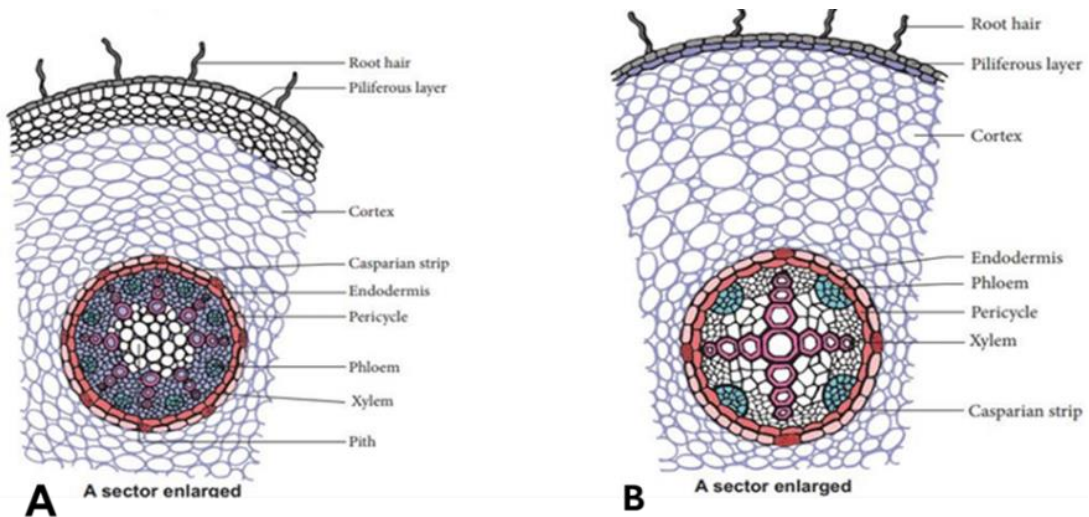 Root hair
Piliferous layer
Cortex
Casparian strip
Endodermis
Pericycle
Phloem
Xylem
Pith
A sector enlarged
A
Root hair
Piliferous layer
Cortex
Endodermis
Phloem
Pericycle
Xylem
Casparian strip
A sector enlarged
B